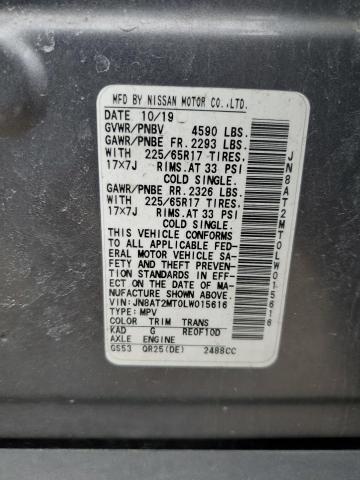 MFD BY NISSAN MOTOR CO.,LTD.
DATE 10/19
GVWR/PNBV 4590 LBS.
GAWR/PNBE FR. 2293 LBS.
WITH 225/65R17 TIRES,
17x7J RIMS, AT 33 PSI
COLD SINGLE.
GAWR/PNBE RR. 2326 LBS.
WITH 225/65R17 TIRES,
17x7J RIMS, AT 33 PSI
COLD SINGLE.
THIS VEHICLE CONFORMS
TO ALL APPLICABLE FED-
ERAL MOTOR VEHICLE SA-
FETY AND THEFT PREVEN-
TION STANDARDS IN EFF-
ECT ON THE DATE OF MA-
NUFACTURE SHOWN ABOVE.
VIN: JN8AT2MT0LW015616
TYPE: MPV
COLOR TRIM TRANS
KAD G RE0F10D
AXLE ENGINE
GS53 QR25(DE) 2488CC
JN8AT2MT0LW015616